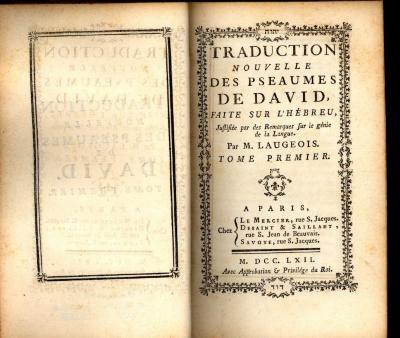 יהוה
TRADUCTION
NOUVELLE
DES PSEAUMES
DE DAVID,
FAITE SUR L'HÉBREU,
Justifiée par des Remarques sur le génie
de la Langue.
Par M. LAUGEOIS.
TOME PREMIER.
A PARIS,
Chez
LE MERCIER, rue S. Jacques.
DESAINT & SAILLANT,
rue S. Jean de Beauvais.
SAVOYE, rue S. Jacques.
M. DCC. LXII.
Avec Approbation & Privilége du Roi.
דוד